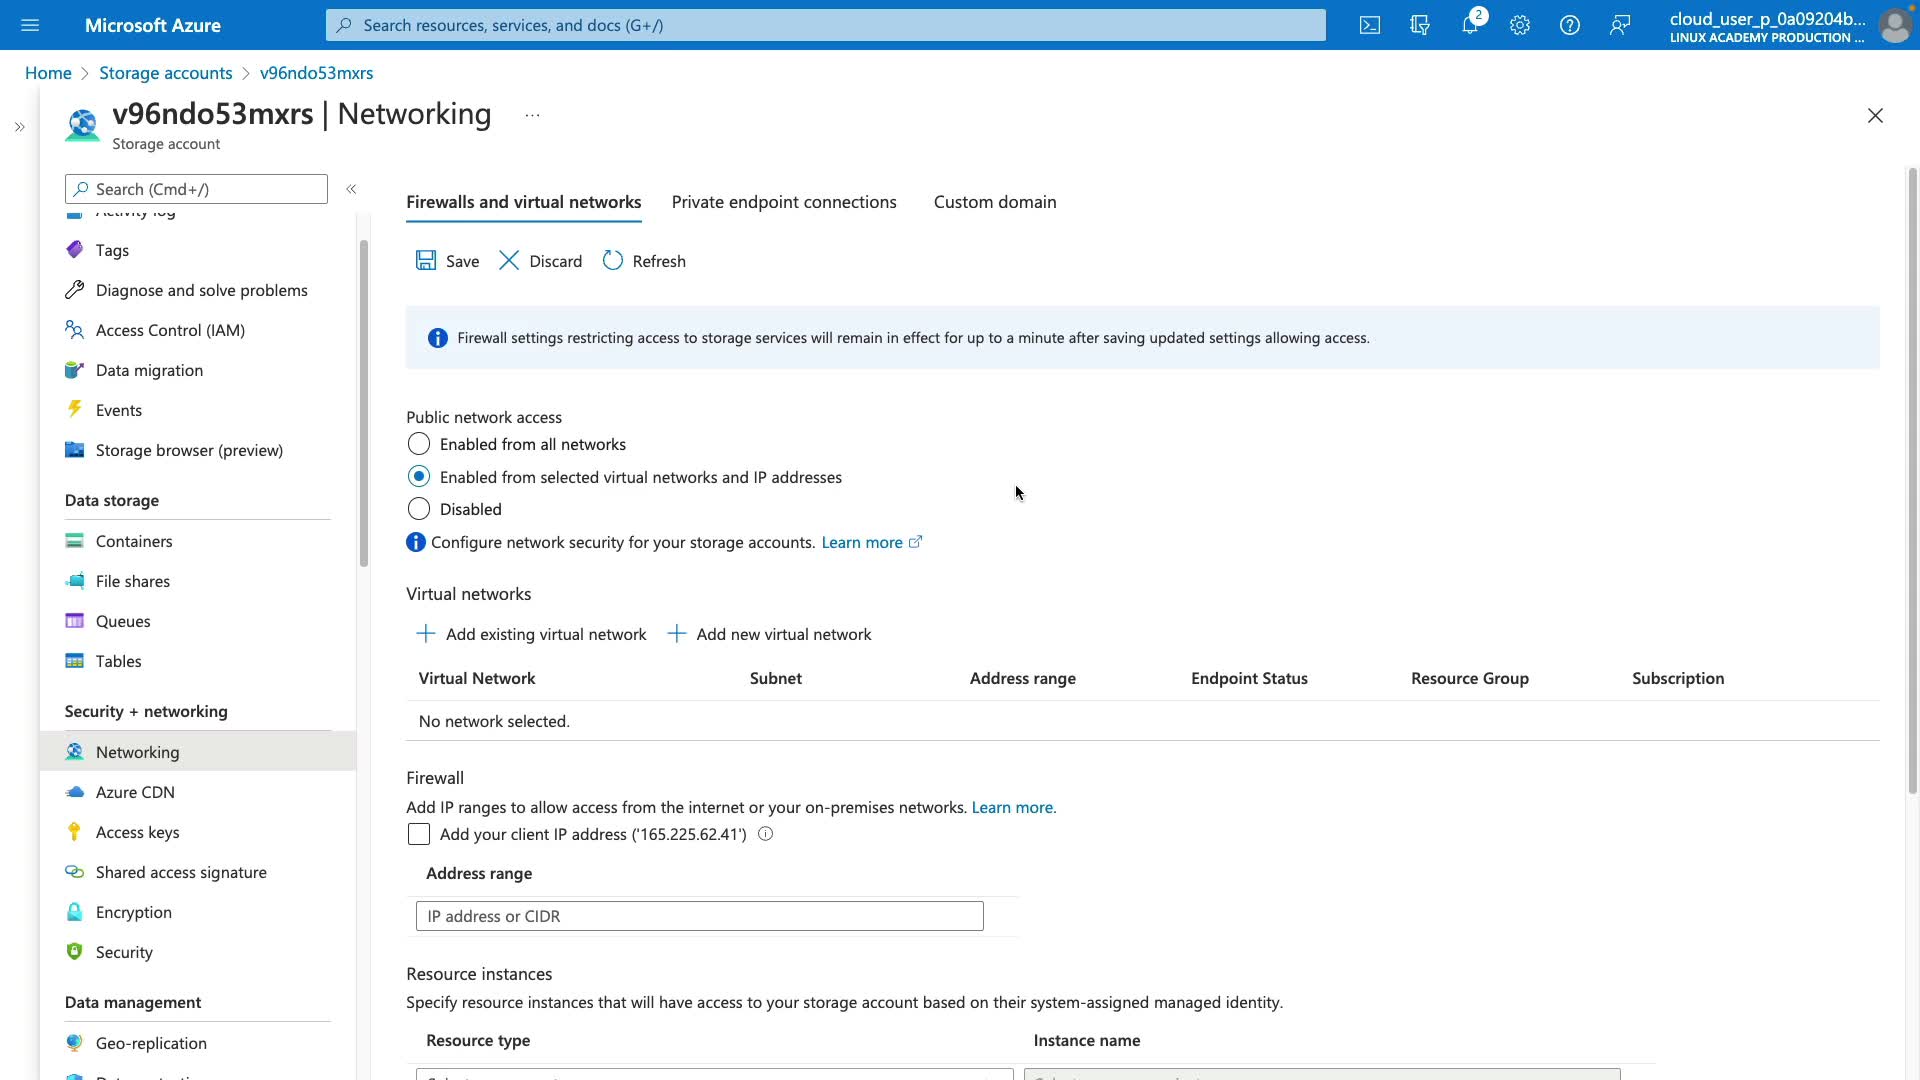 Microsoft Azure
Search resources, services, and docs (G+/)
2
cloud_user_p_0a09204b...
LINUX ACADEMY PRODUCTION ...
Home > Storage accounts > v96ndo53mxrs
v96ndo53mxrs | Networking ...
Storage account
Search (Cmd+/)
Activity log
Tags
Diagnose and solve problems
Access Control (IAM)
Data migration
Events
Storage browser (preview)
Data storage
Containers
File shares
Queues
Tables
Security + networking
Networking
Azure CDN
Access keys
Shared access signature
Encryption
Security
Data management
Geo-replication
Firewalls and virtual networks Private endpoint connections Custom domain
Save Discard Refresh
Firewall settings restricting access to storage services will remain in effect for up to a minute after saving updated settings allowing access.
Public network access
Enabled from all networks
Enabled from selected virtual networks and IP addresses
Disabled
Configure network security for your storage accounts. Learn more
Virtual networks
Add existing virtual network Add new virtual network
Virtual Network Subnet Address range Endpoint Status Resource Group Subscription
No network selected.
Firewall
Add IP ranges to allow access from the internet or your on-premises networks. Learn more.
Add your client IP address ('165.225.62.41')
Address range
IP address or CIDR
Resource instances
Specify resource instances that will have access to your storage account based on their system-assigned managed identity.
Resource type Instance name